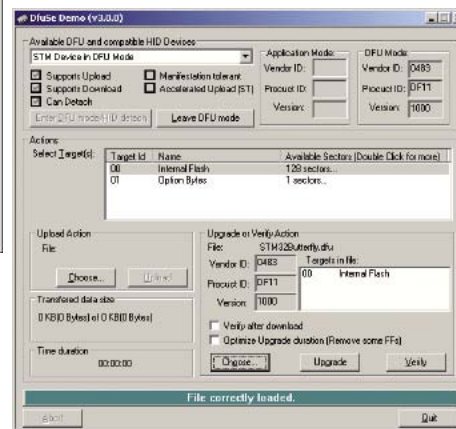 DfuSe Demo (v3.0.0)
Available DFU and compatible HID Devices
STM Device in DFU Mode
Supports Upload
Manifestation tolerant
Supports Download
Accelerated Upload (ST)
Can Detach
Enter DFU mode/HID detach
Leave DFU mode
Application Mode:
Vendor ID:
Product ID:
Version:
DFU Mode:
Vendor ID: 0483
Product ID: DF11
Version: 1000
Actions
Select Target(s):
Target Id Name Available Sectors (Double Click for more)
00 Internal Flash 128 sectors...
01 Option Bytes 1 sectors...
Upload Action
File:
Choose...
Upload
Transfered data size
0 KB(0 Bytes) of 0 KB(0 Bytes)
Time duration
00:00:00
Upgrade or Verify Action
File: STM32Butterfly.dfu
Vendor ID: 0483
Product ID: DF11
Version: 1000
Targets in file:
00 Internal Flash
Verify after download
Optimize Upgrade duration (Remove some FFs)
Choose...
Upgrade
Verify
File correctly loaded.
Abort
Quit